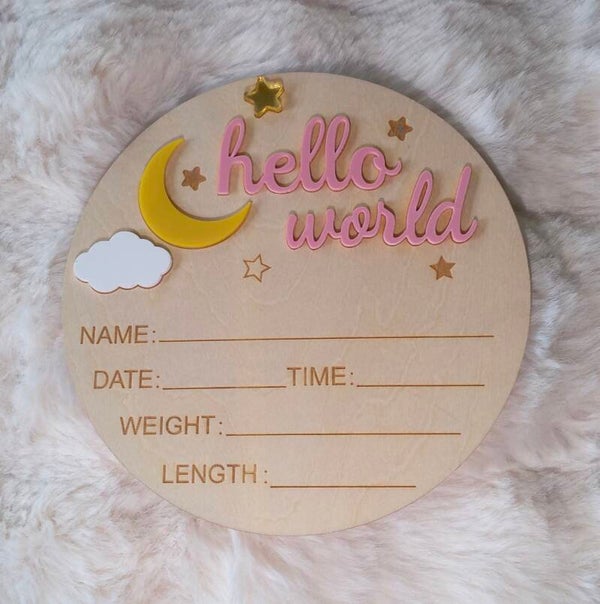 hello
world
NAME:
DATE: TIME:
WEIGHT:
LENGTH: